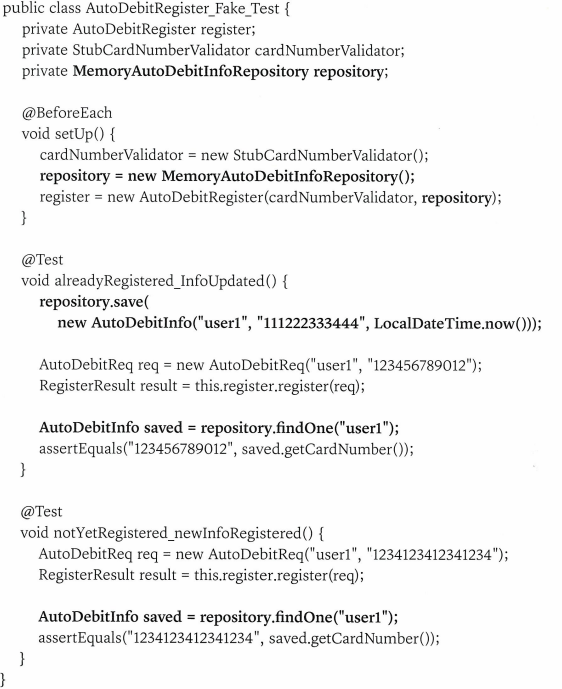 public class AutoDebitRegister_Fake_Test {
private AutoDebitRegister register;
private StubCardNumberValidator cardNumberValidator;
private MemoryAutoDebitInfoRepository repository;
@BeforeEach
void setUp() {
cardNumberValidator = new StubCardNumberValidator();
repository = new MemoryAutoDebitInfoRepository();
register = new AutoDebitRegister(cardNumberValidator, repository);
}
@Test
void alreadyRegistered_InfoUpdated() {
repository.save(
new AutoDebitInfo("user1", "111222333444", LocalDateTime.now()));
AutoDebitReq req = new AutoDebitReq("user1", "123456789012");
RegisterResult result = this.register.register(req);
AutoDebitInfo saved = repository.findOne("user1");
assertEquals("123456789012", saved.getCardNumber());
}
@Test
void notYetRegistered_newInfoRegistered() {
AutoDebitReq req = new AutoDebitReq("user1", "1234123412341234");
RegisterResult result = this.register.register(req);
AutoDebitInfo saved = repository.findOne("user1");
assertEquals("1234123412341234", saved.getCardNumber());
}
}